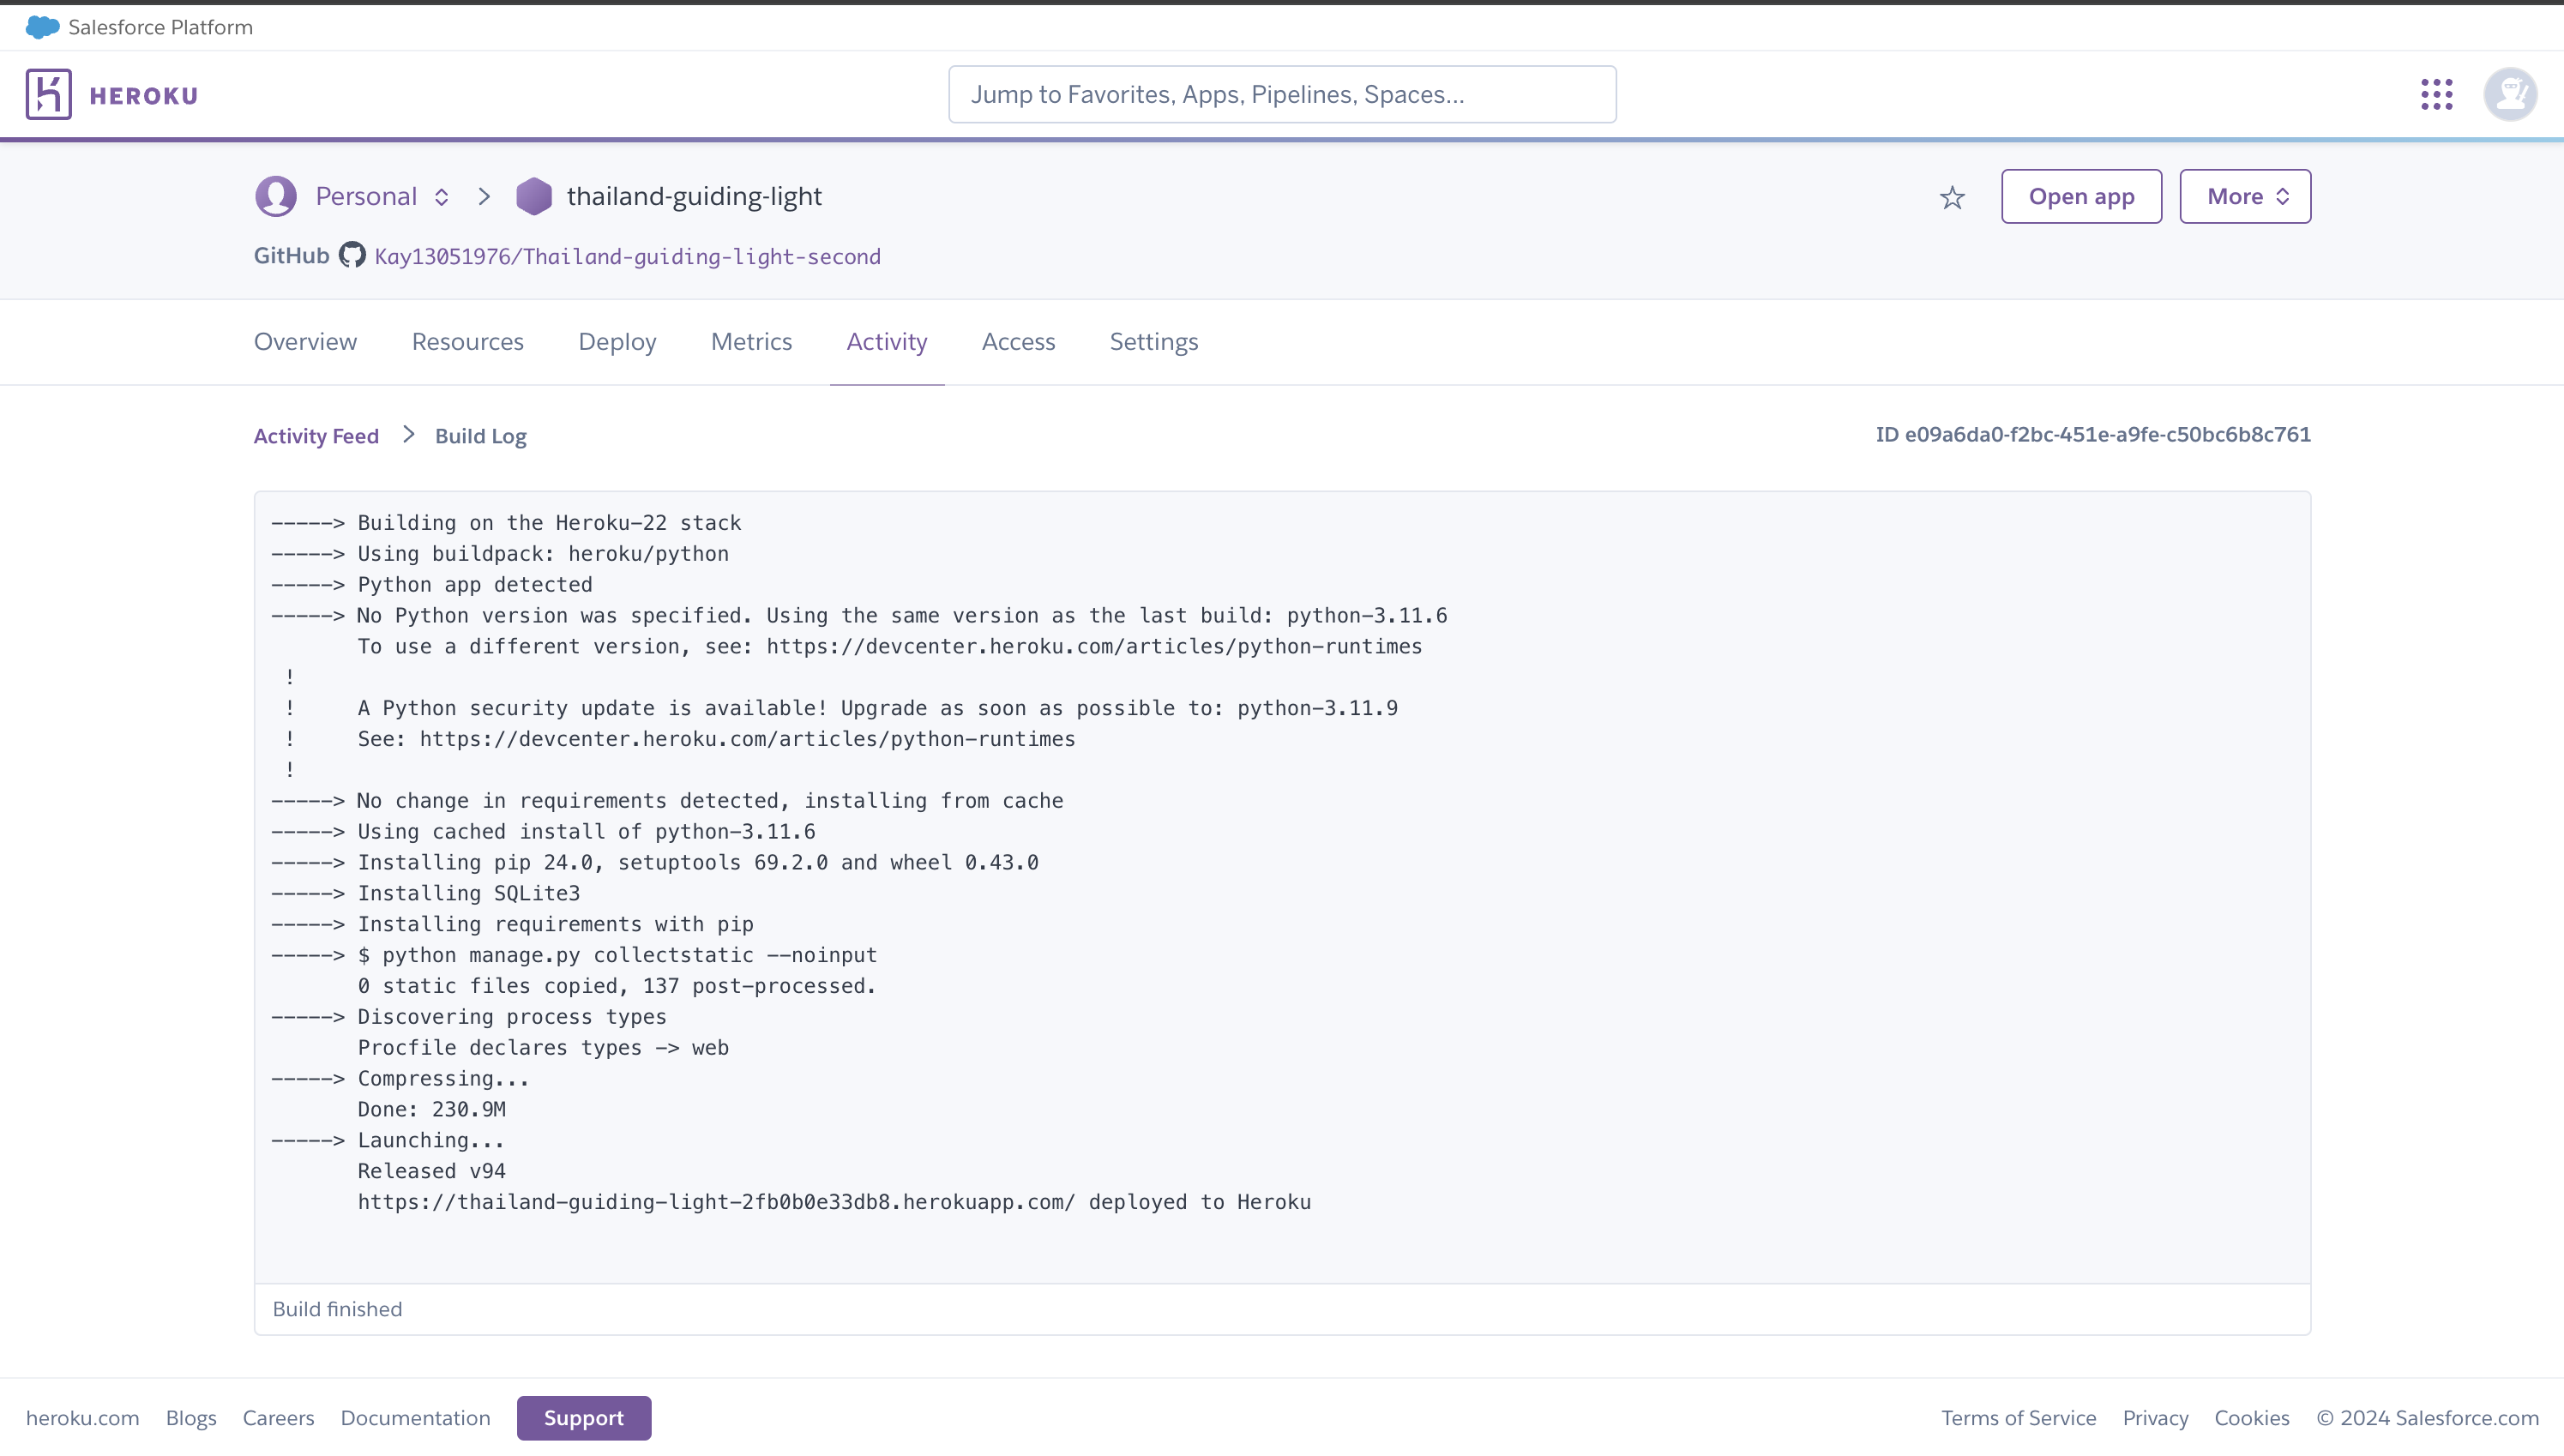 Salesforce Platform
HEROKU
Jump to Favorites, Apps, Pipelines, Spaces...
Personal
thailand-guiding-light
Open app
More
GitHub Kay13051976/Thailand-guiding-light-second
Overview
Resources
Deploy
Metrics
Activity
Access
Settings
Activity Feed > Build Log
ID e09a6da0-f2bc-451e-a9fe-c50bc6b8c761
-----> Building on the Heroku-22 stack
-----> Using buildpack: heroku/python
-----> Python app detected
-----> No Python version was specified. Using the same version as the last build: python-3.11.6
       To use a different version, see: https://devcenter.heroku.com/articles/python-runtimes
 !
 !     A Python security update is available! Upgrade as soon as possible to: python-3.11.9
 !     See: https://devcenter.heroku.com/articles/python-runtimes
 !
-----> No change in requirements detected, installing from cache
-----> Using cached install of python-3.11.6
-----> Installing pip 24.0, setuptools 69.2.0 and wheel 0.43.0
-----> Installing SQLite3
-----> Installing requirements with pip
-----> $ python manage.py collectstatic --noinput
       0 static files copied, 137 post-processed.
-----> Discovering process types
       Procfile declares types -> web
-----> Compressing...
       Done: 230.9M
-----> Launching...
       Released v94
       https://thailand-guiding-light-2fb0b0e33db8.herokuapp.com/ deployed to Heroku
Build finished
heroku.com
Blogs
Careers
Documentation
Support
Terms of Service
Privacy
Cookies
© 2024 Salesforce.com